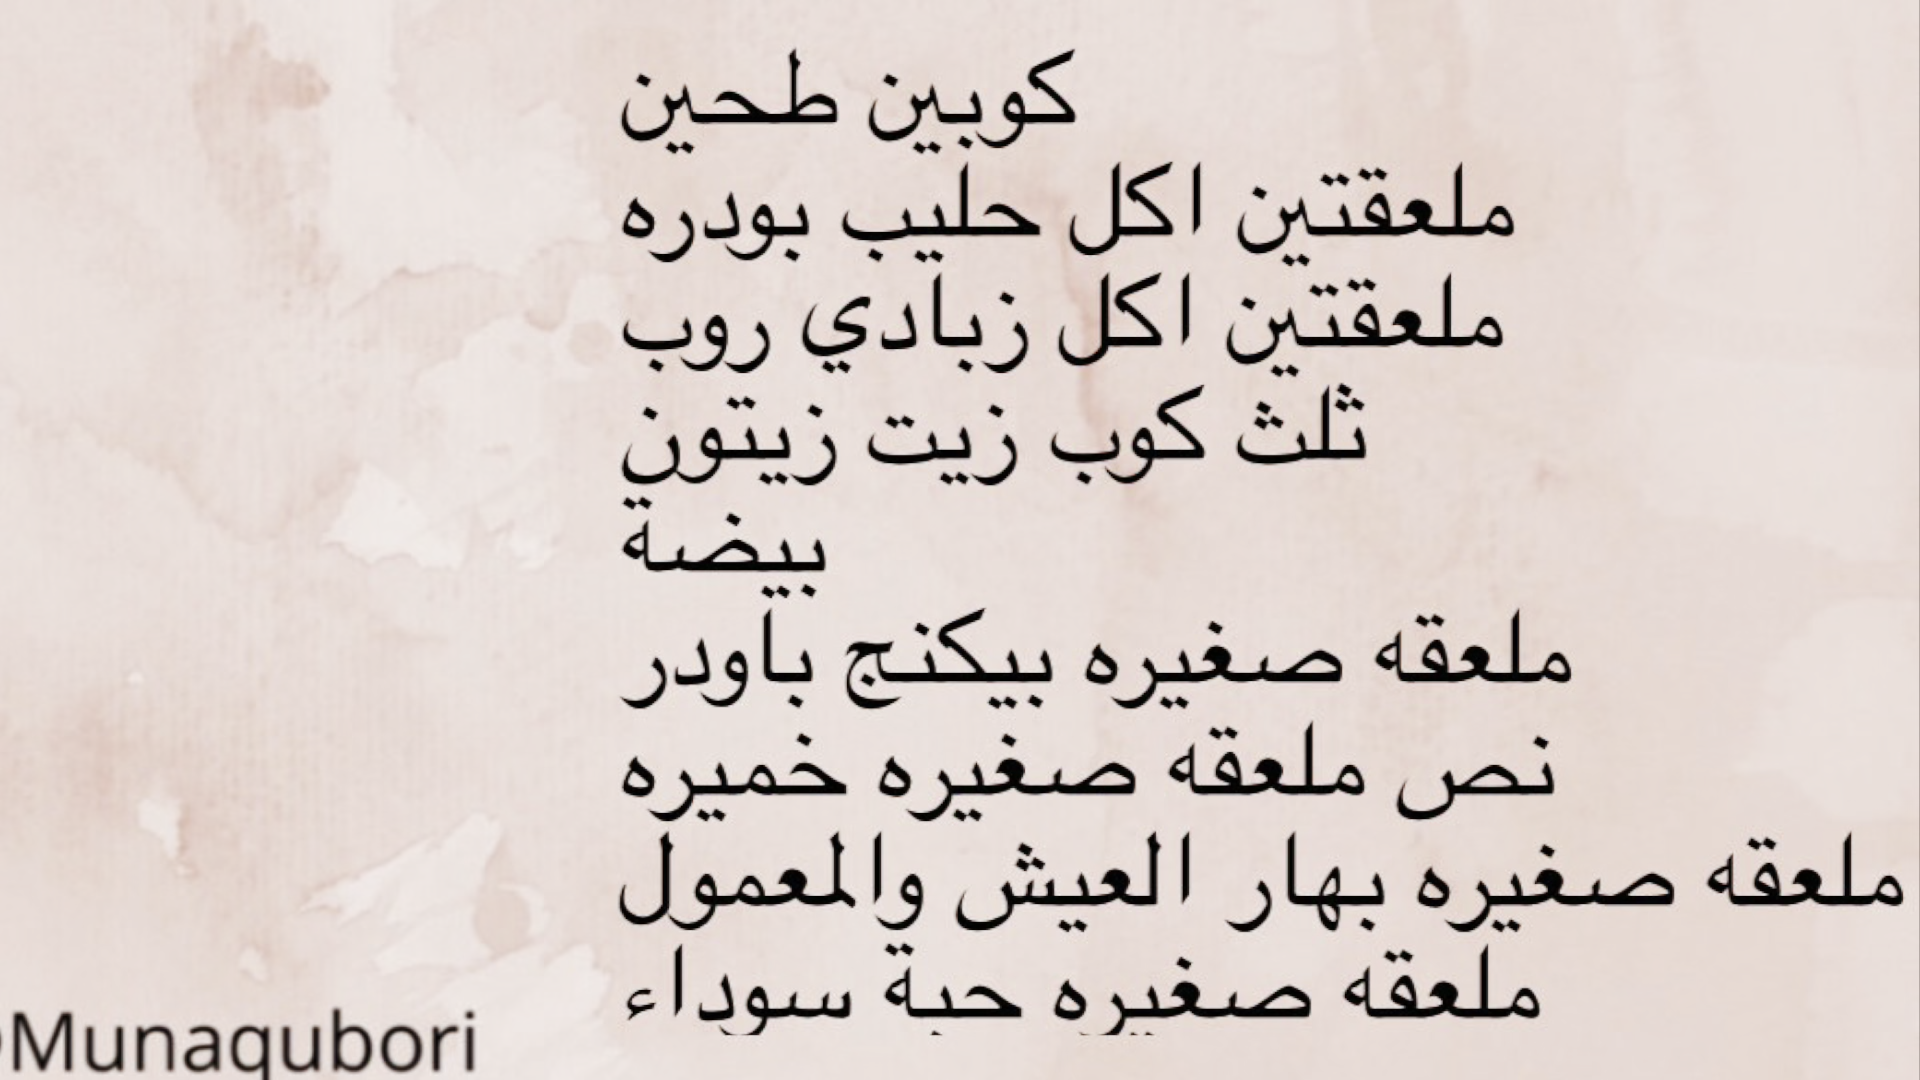 كوبين طحين
ملعقتين اكل حليب بودره
ملعقتين اكل زبادي روب
ثلث كوب زيت زيتون
بيضة
ملعقه صغيره بيكنج باودر
نص ملعقه صغيره خميره
ملعقه صغيره بهار العيش والمعمول
ملعقه صغيره حبة سوداء
@Munaqubori